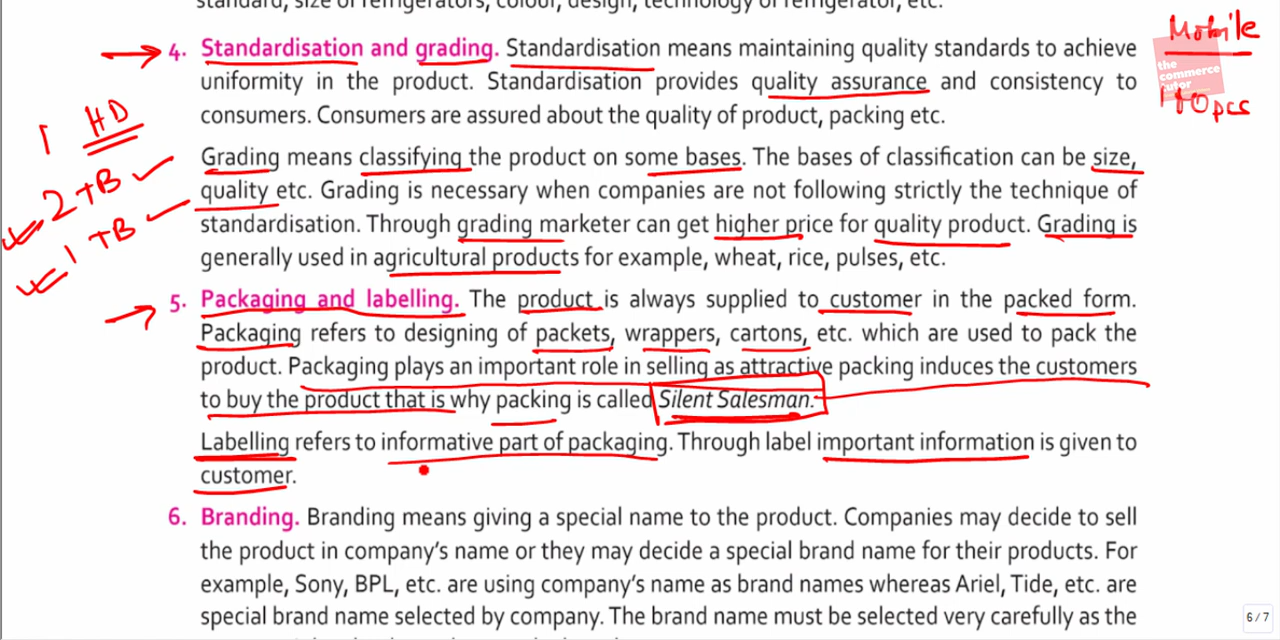 standard, size of refrigerators, colour, design, technology of refrigerator, etc.
Mobile
the
commerce
tutor
100 pcs
4. Standardisation and grading. Standardisation means maintaining quality standards to achieve
uniformity in the product. Standardisation provides quality assurance and consistency to
consumers. Consumers are assured about the quality of product, packing etc.
1 HD
2 TB
1 TB
Grading means classifying the product on some bases. The bases of classification can be size,
quality etc. Grading is necessary when companies are not following strictly the technique of
standardisation. Through grading marketer can get higher price for quality product. Grading is
generally used in agricultural products for example, wheat, rice, pulses, etc.
5. Packaging and labelling. The product is always supplied to customer in the packed form.
Packaging refers to designing of packets, wrappers, cartons, etc. which are used to pack the
product. Packaging plays an important role in selling as attractive packing induces the customers
to buy the product that is why packing is called Silent Salesman.
Labelling refers to informative part of packaging. Through label important information is given to
customer.
6. Branding. Branding means giving a special name to the product. Companies may decide to sell
the product in company's name or they may decide a special brand name for their products. For
example, Sony, BPL, etc. are using company's name as brand names whereas Ariel, Tide, etc. are
special brand name selected by company. The brand name must be selected very carefully as the
6 / 7